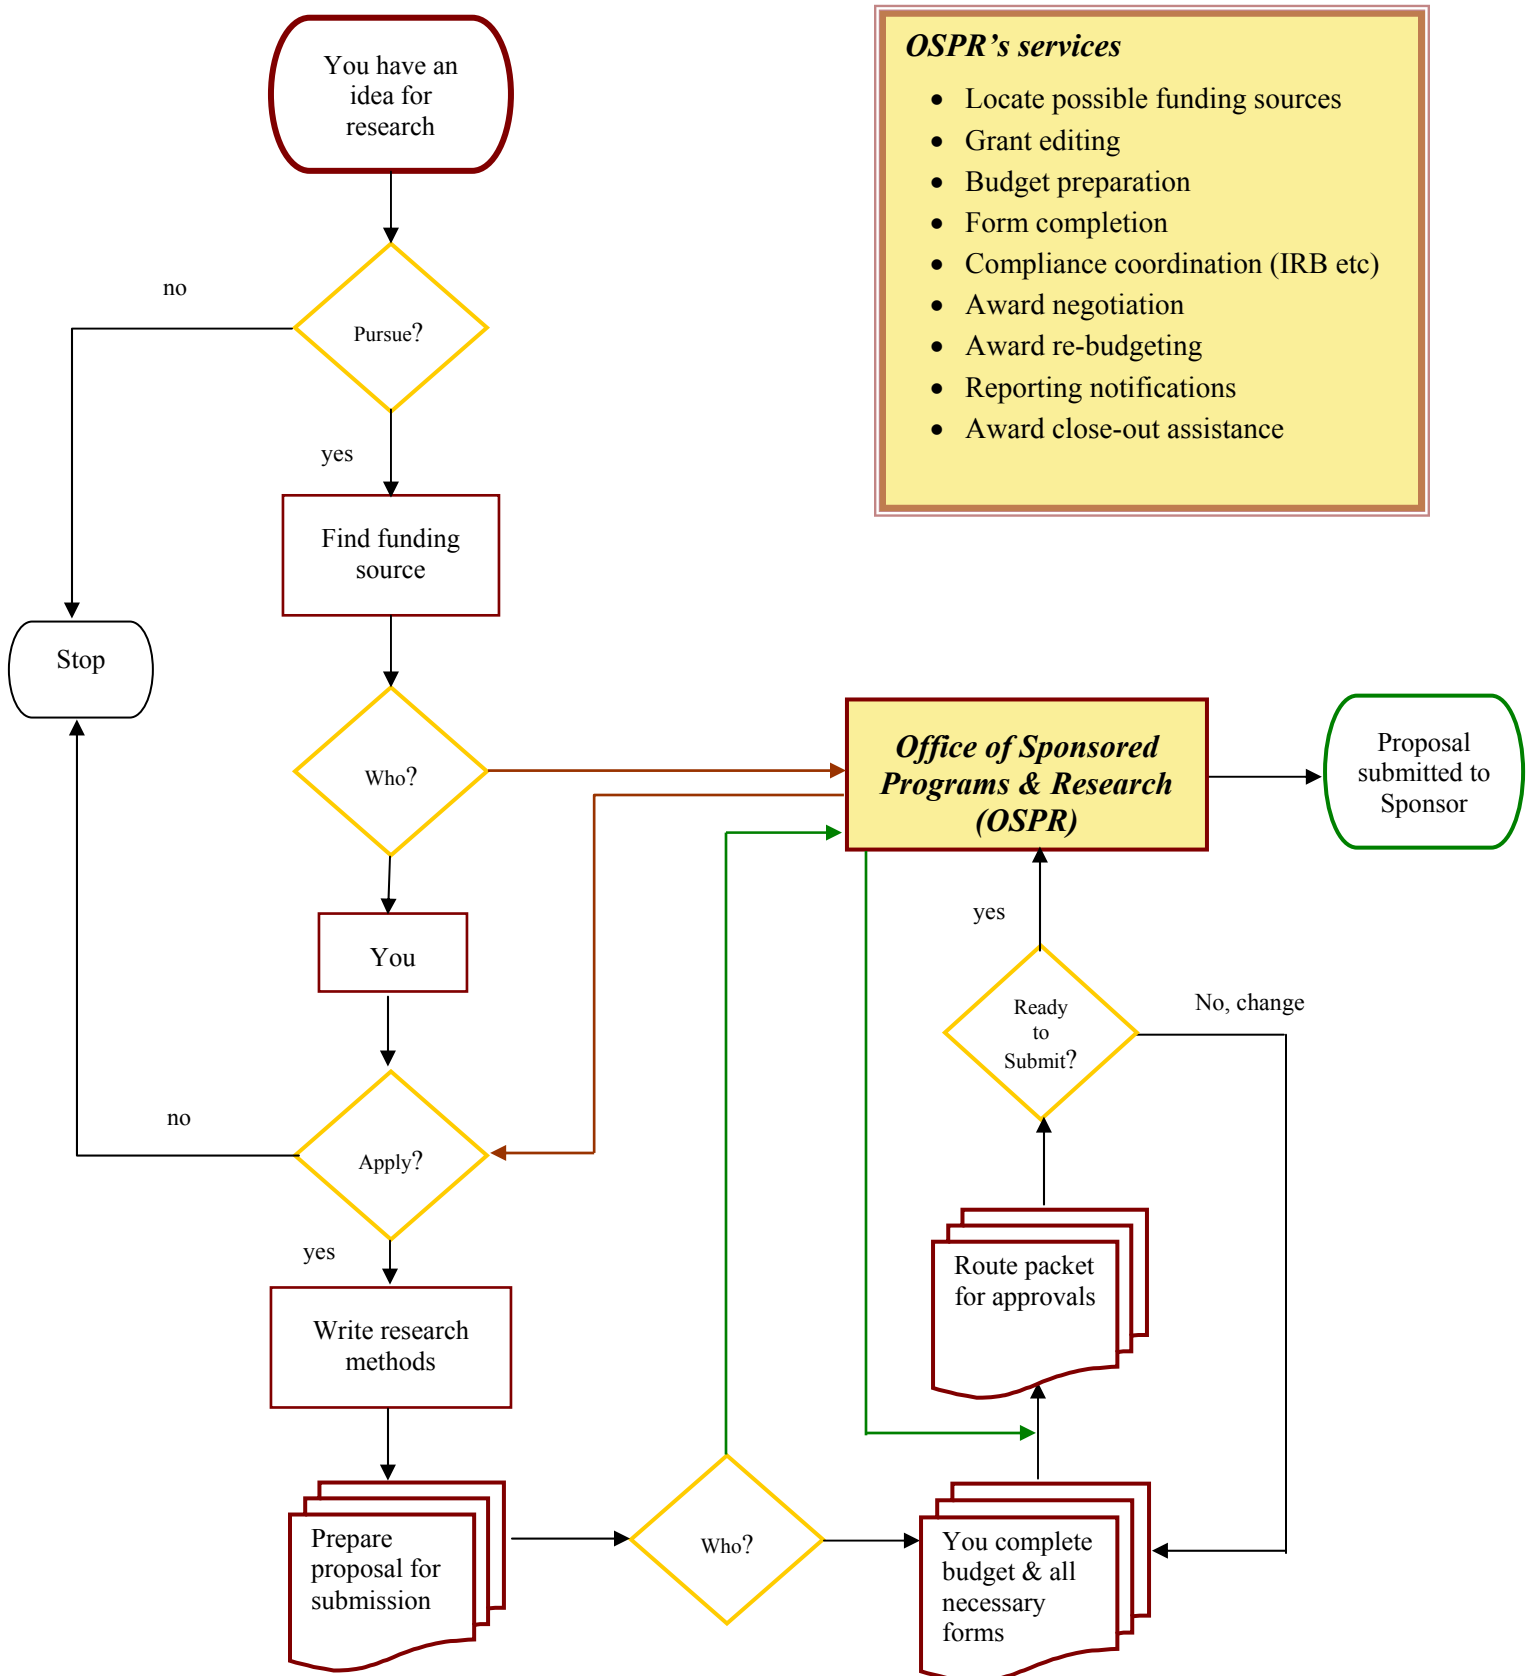 You have an
idea for
research
OSPR's services
• Locate possible funding sources
• Grant editing
• Budget preparation
• Form completion
• Compliance coordination (IRB etc)
• Award negotiation
• Award re-budgeting
• Reporting notifications
• Award close-out assistance
no
Pursue?
yes
Find funding
source
Stop
Who?
Office of Sponsored
Programs & Research
(OSPR)
Proposal
submitted to
Sponsor
You
yes
Ready
to
Submit?
No, change
no
Apply?
yes
Route packet
for approvals
Write research
methods
Prepare
proposal for
submission
Who?
You complete
budget & all
necessary
forms